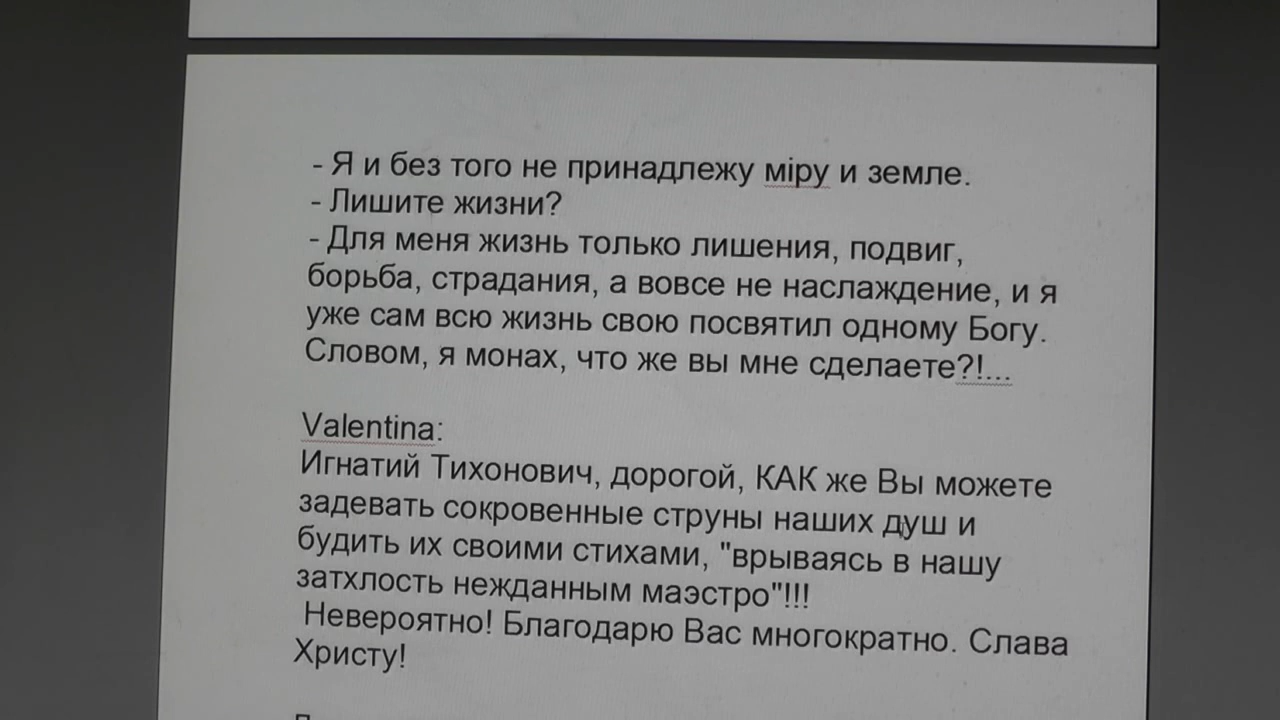 - Я и без того не принадлежу мiру и земле.
- Лишите жизни?
- Для меня жизнь только лишения, подвиг,
борьба, страдания, а вовсе не наслаждение, и я
уже сам всю жизнь свою посвятил одному Богу.
Словом, я монах, что же вы мне сделаете?!...
Valentina:
Игнатий Тихонович, дорогой, КАК же Вы можете
задевать сокровенные струны наших душ и
будить их своими стихами, "врываясь в нашу
затхлость нежданным маэстро"!!!
Невероятно! Благодарю Вас многократно. Слава
Христу!